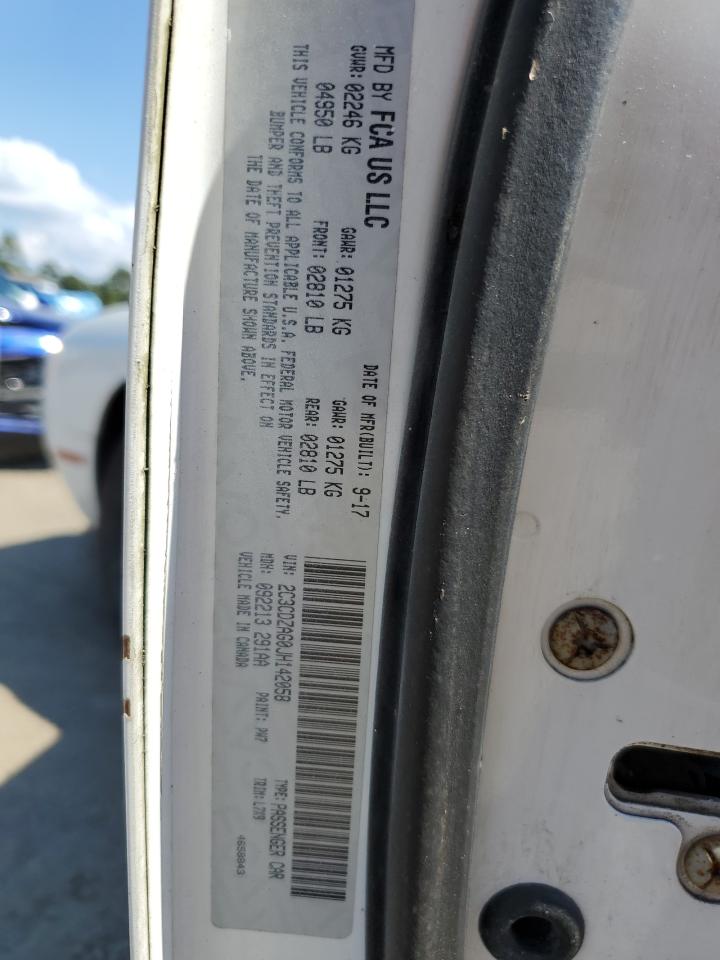 MFD BY FCA US LLC
DATE OF MFR(BUILT): 9-17
GVWR: 02246 KG GAWR: 01275 KG GAWR: 01275 KG
04950 LB FRONT: 02810 LB REAR: 02810 LB
THIS VEHICLE CONFORMS TO ALL APPLICABLE U.S.A. FEDERAL MOTOR VEHICLE SAFETY,
BUMPER AND THEFT PREVENTION STANDARDS IN EFFECT ON
THE DATE OF MANUFACTURE SHOWN ABOVE.
VIN: 2C3CDZAG0JH142058 TYPE: PASSENGER CAR
MDH: 092213 291AA PAINT: PW7 TRIM: L7X9
VEHICLE MADE IN CANADA 4658843